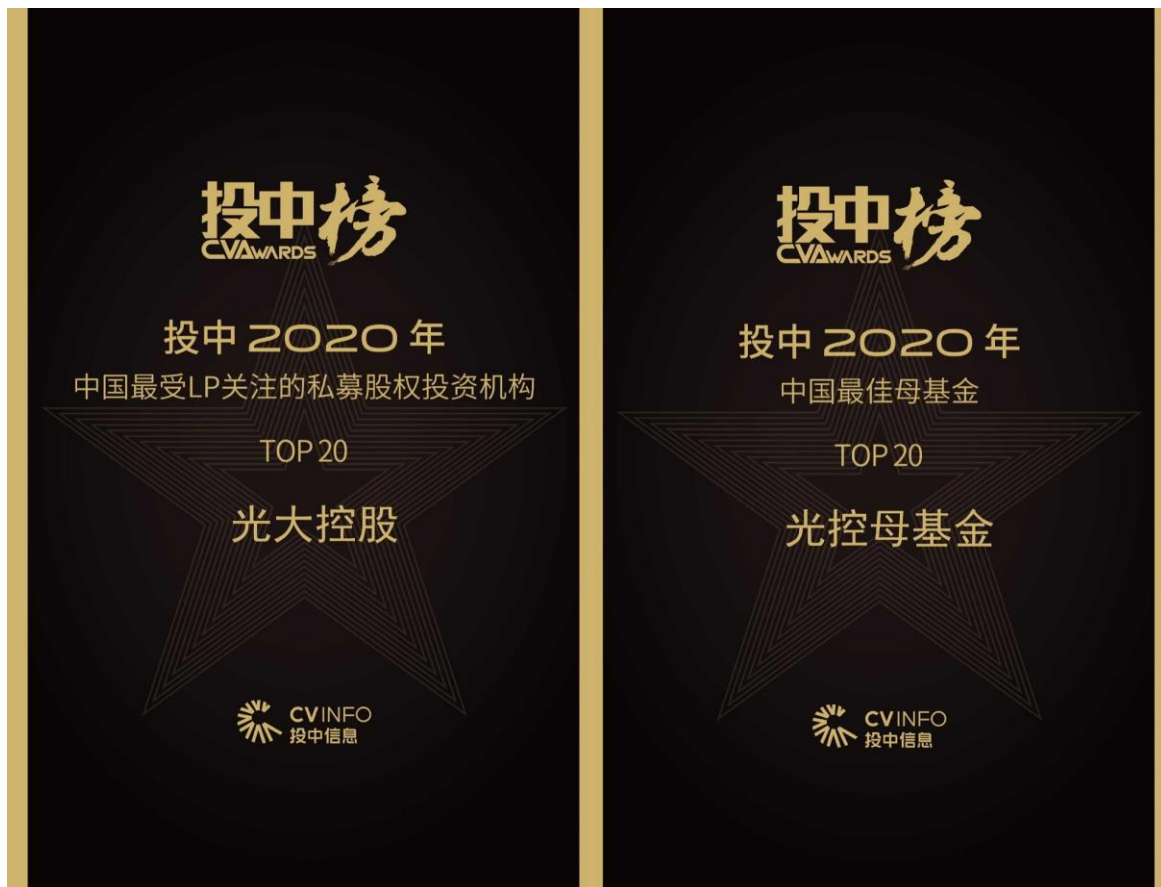 投中榜
CVAWARDS
投中 2020 年
中国最受LP关注的私募股权投资机构
TOP 20
光大控股
CVINFO
投中信息
投中榜
CVAWARDS
投中 2020 年
中国最佳母基金
TOP 20
光控母基金
CVINFO
投中信息